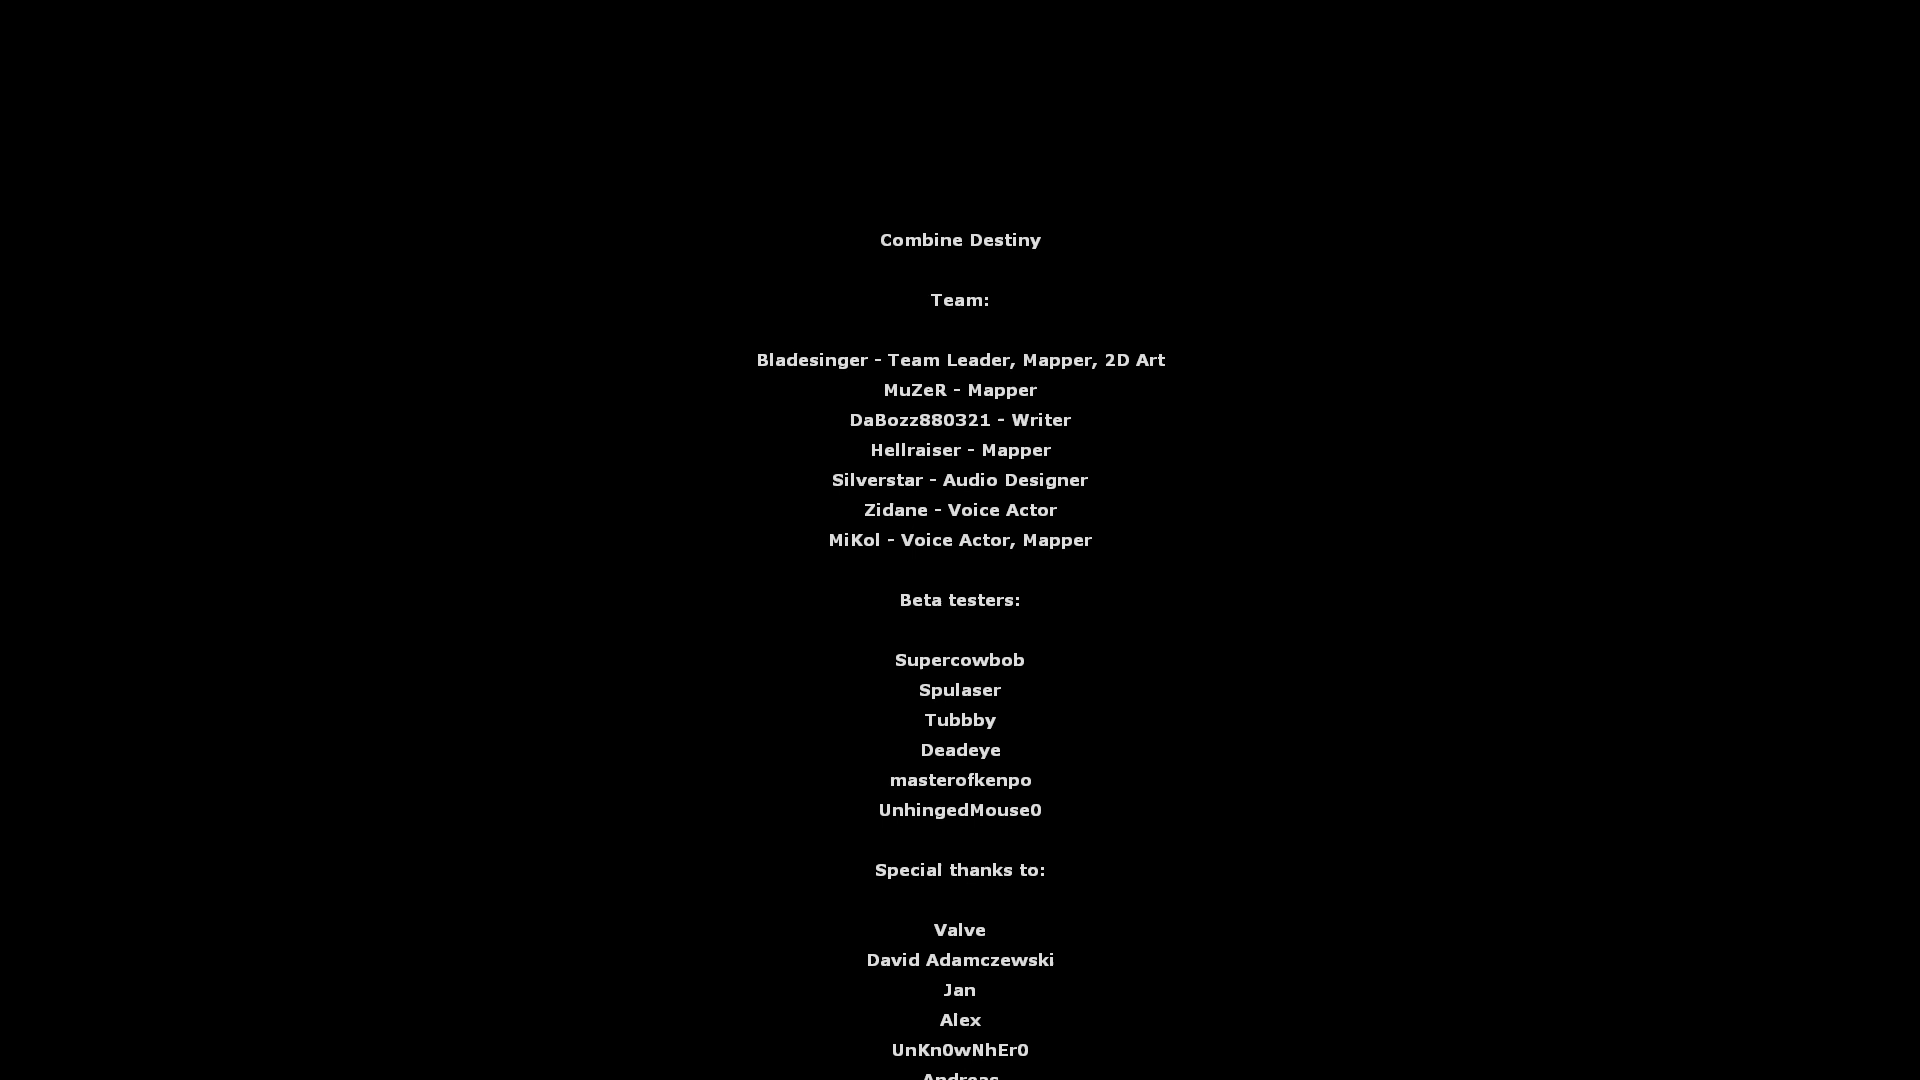 Combine Destiny
Team:
Bladesinger - Team Leader, Mapper, 2D Art
MuZeR - Mapper
DaBozz880321 - Writer
Hellraiser - Mapper
Silverstar - Audio Designer
Zidane - Voice Actor
MiKol - Voice Actor, Mapper
Beta testers:
Supercowbob
Spulaser
Tubbby
Deadeye
masterofkenpo
UnhingedMouse0
Special thanks to:
Valve
David Adamczewski
Jan
Alex
UnKn0wNhEr0
Andreas